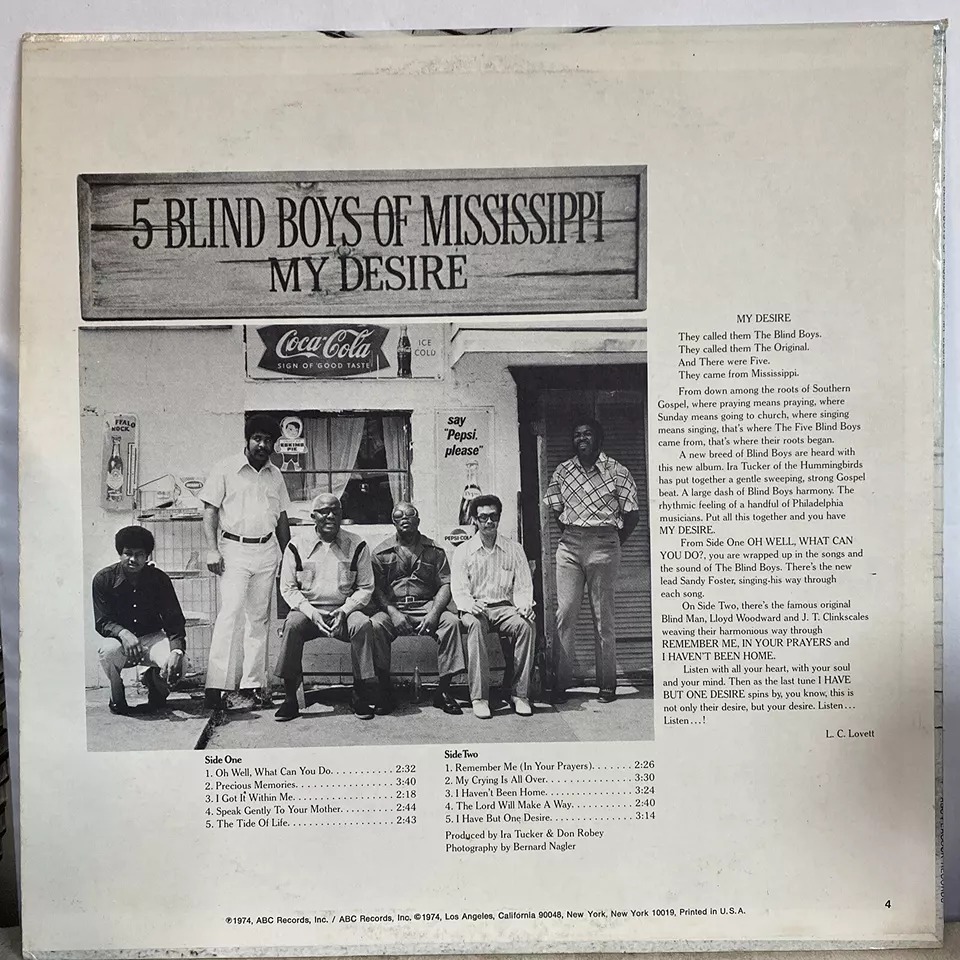 5 BLIND BOYS OF MISSISSIPPI
MY DESIRE
Coca-Cola
SIGN OF GOOD TASTE
ICE
COLD
say
"Pepsi,
please"
PEPSI-COLA
ESKIMO
PIE
MY DESIRE
They called them The Blind Boys.
They called them The Original.
And There were Five.
They came from Mississippi.
From down among the roots of Southern
Gospel, where praying means praying, where
Sunday means going to church, where singing
means singing, that's where The Five Blind Boys
came from, that's where their roots began.
A new breed of Blind Boys are heard with
this new album. Ira Tucker of the Hummingbirds
has put together a gentle sweeping, strong Gospel
beat. A large dash of Blind Boys harmony. The
rhythmic feeling of a handful of Philadelphia
musicians. Put all this together and you have
MY DESIRE.
From Side One OH WELL, WHAT CAN
YOU DO?, you are wrapped up in the songs and
the sound of The Blind Boys. There's the new
lead Sandy Foster, singing-his way through
each song.
On Side Two, there's the famous original
Blind Man, Lloyd Woodward and J. T. Clinkscales
weaving their harmonious way through
REMEMBER ME, IN YOUR PRAYERS and
I HAVEN'T BEEN HOME.
Listen with all your heart, with your soul
and your mind. Then as the last tune I HAVE
BUT ONE DESIRE spins by, you know, this is
not only their desire, but your desire. Listen...
Listen...!
L. C. Lovett
Side One
1. Oh Well, What Can You Do........... 2:32
2. Precious Memories................. 3:40
3. I Got It Within Me.................. 2:18
4. Speak Gently To Your Mother......... 2:44
5. The Tide Of Life................... 2:43
Side Two
1. Remember Me (In Your Prayers)....... 2:26
2. My Crying Is All Over............... 3:30
3. I Haven't Been Home............... 3:24
4. The Lord Will Make A Way........... 2:40
5. I Have But One Desire.............. 3:14
Produced by Ira Tucker & Don Robey
Photography by Bernard Nagler
℗1974, ABC Records, Inc. / ABC Records, Inc. ©1974, Los Angeles, California 90048, New York, New York 10019, Printed in U.S.A.
4